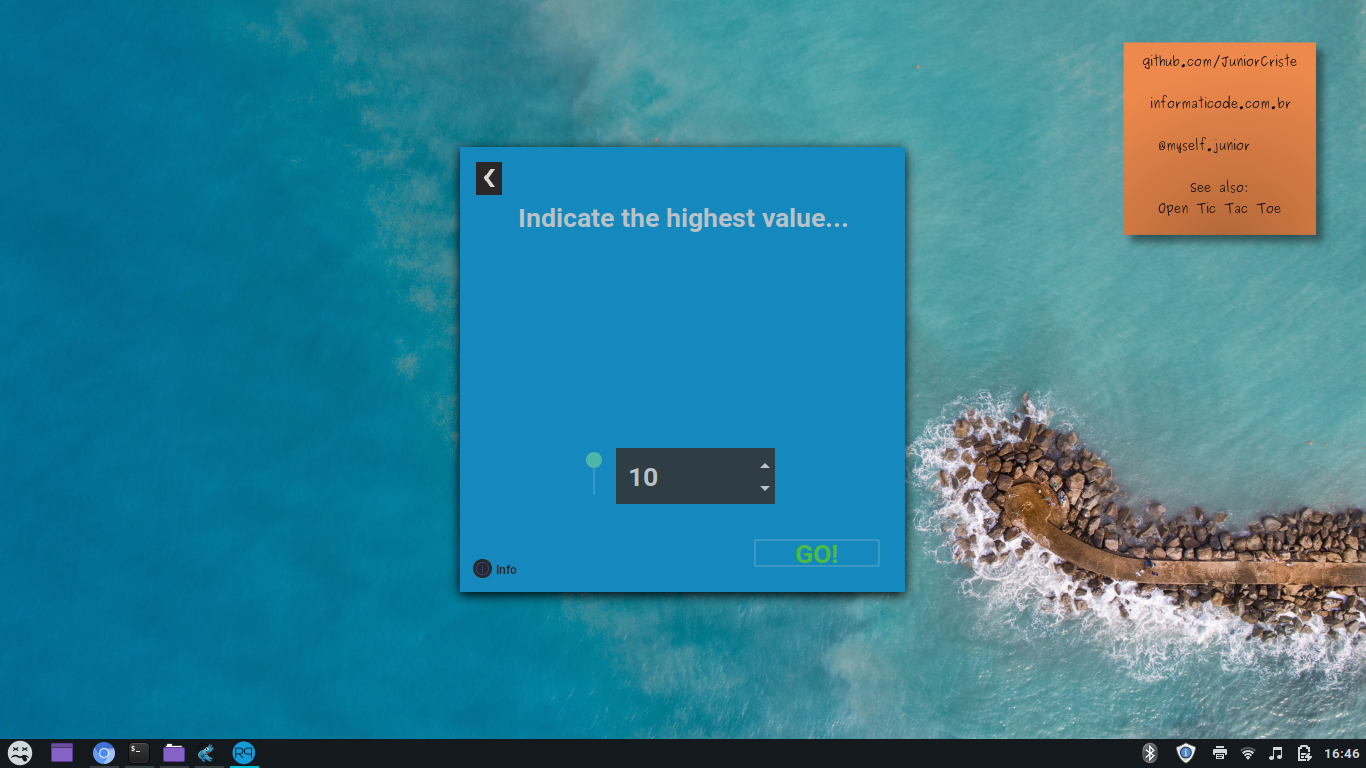 github.com/JuniorCriste
informaticode.com.br
@myself.junior
See also:
Open Tic Tac Toe
Indicate the highest value...
10
GO!
Info
16:46